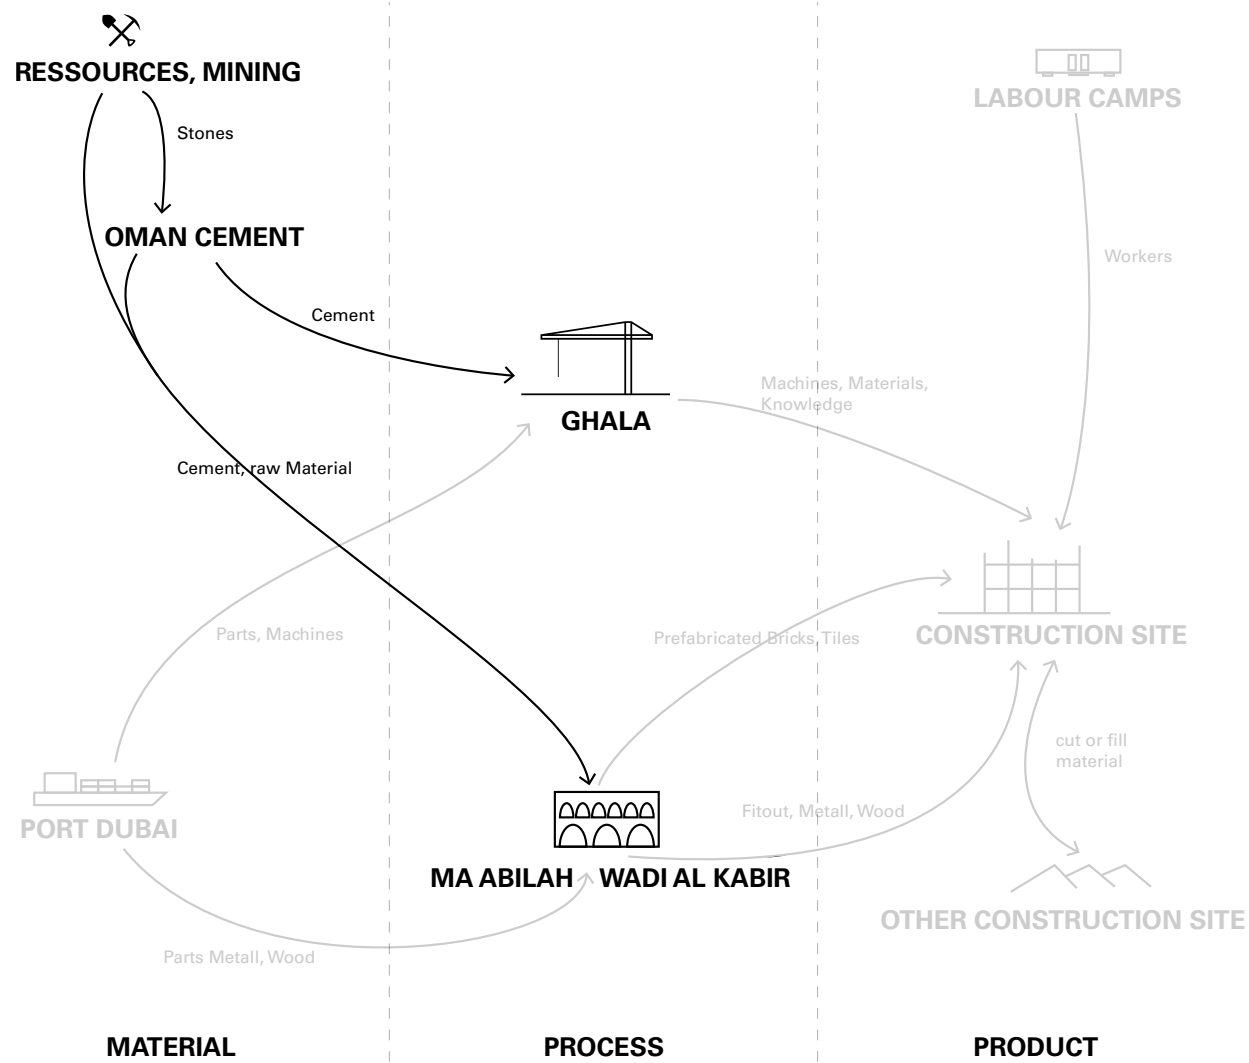 RESSOURCES, MINING
LABOUR CAMPS
Stones
OMAN CEMENT
Workers
Cement
Machines, Materials,
Knowledge
GHALA
Cement, raw Material
Parts, Machines
Prefabricated Bricks, Tiles
CONSTRUCTION SITE
cut or fill
material
Fitout, Metall, Wood
PORT DUBAI
MA ABILAH WADI AL KABIR
OTHER CONSTRUCTION SITE
Parts Metall, Wood
MATERIAL
PROCESS
PRODUCT